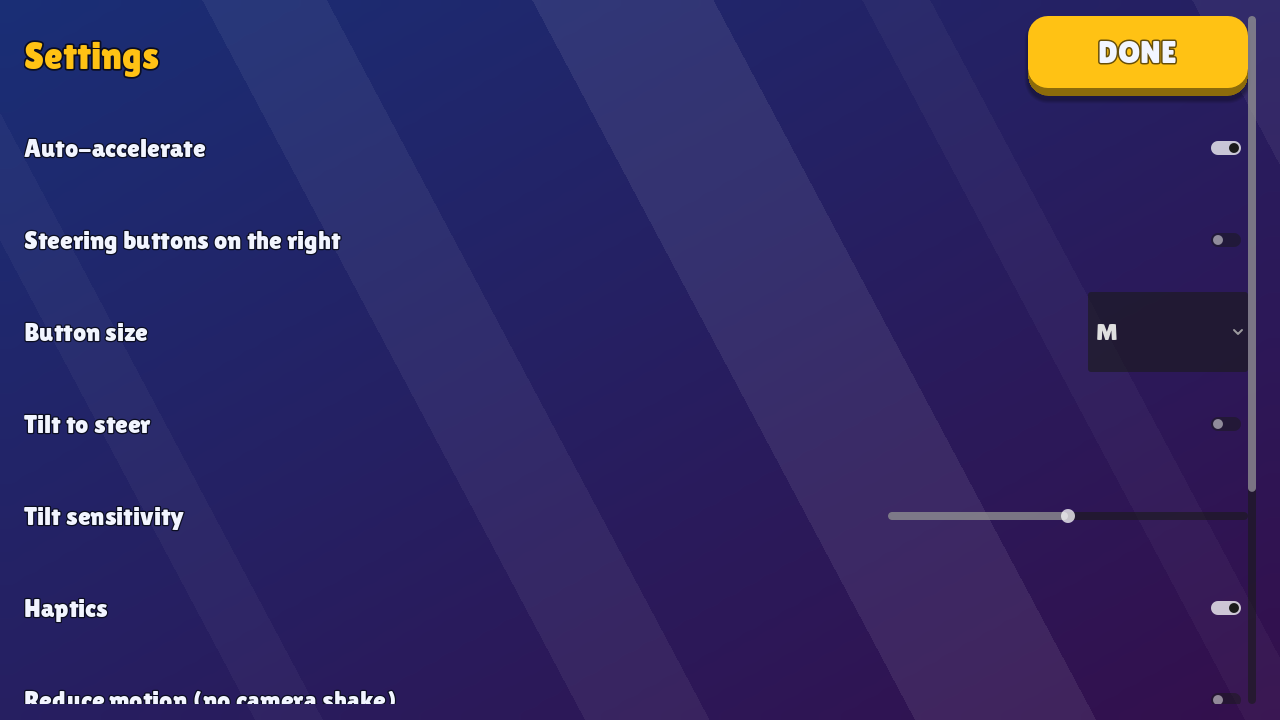 Settings
DONE
Auto-accelerate
Steering buttons on the right
Button size
M
Tilt to steer
Tilt sensitivity
Haptics
Reduce motion (no camera shake)